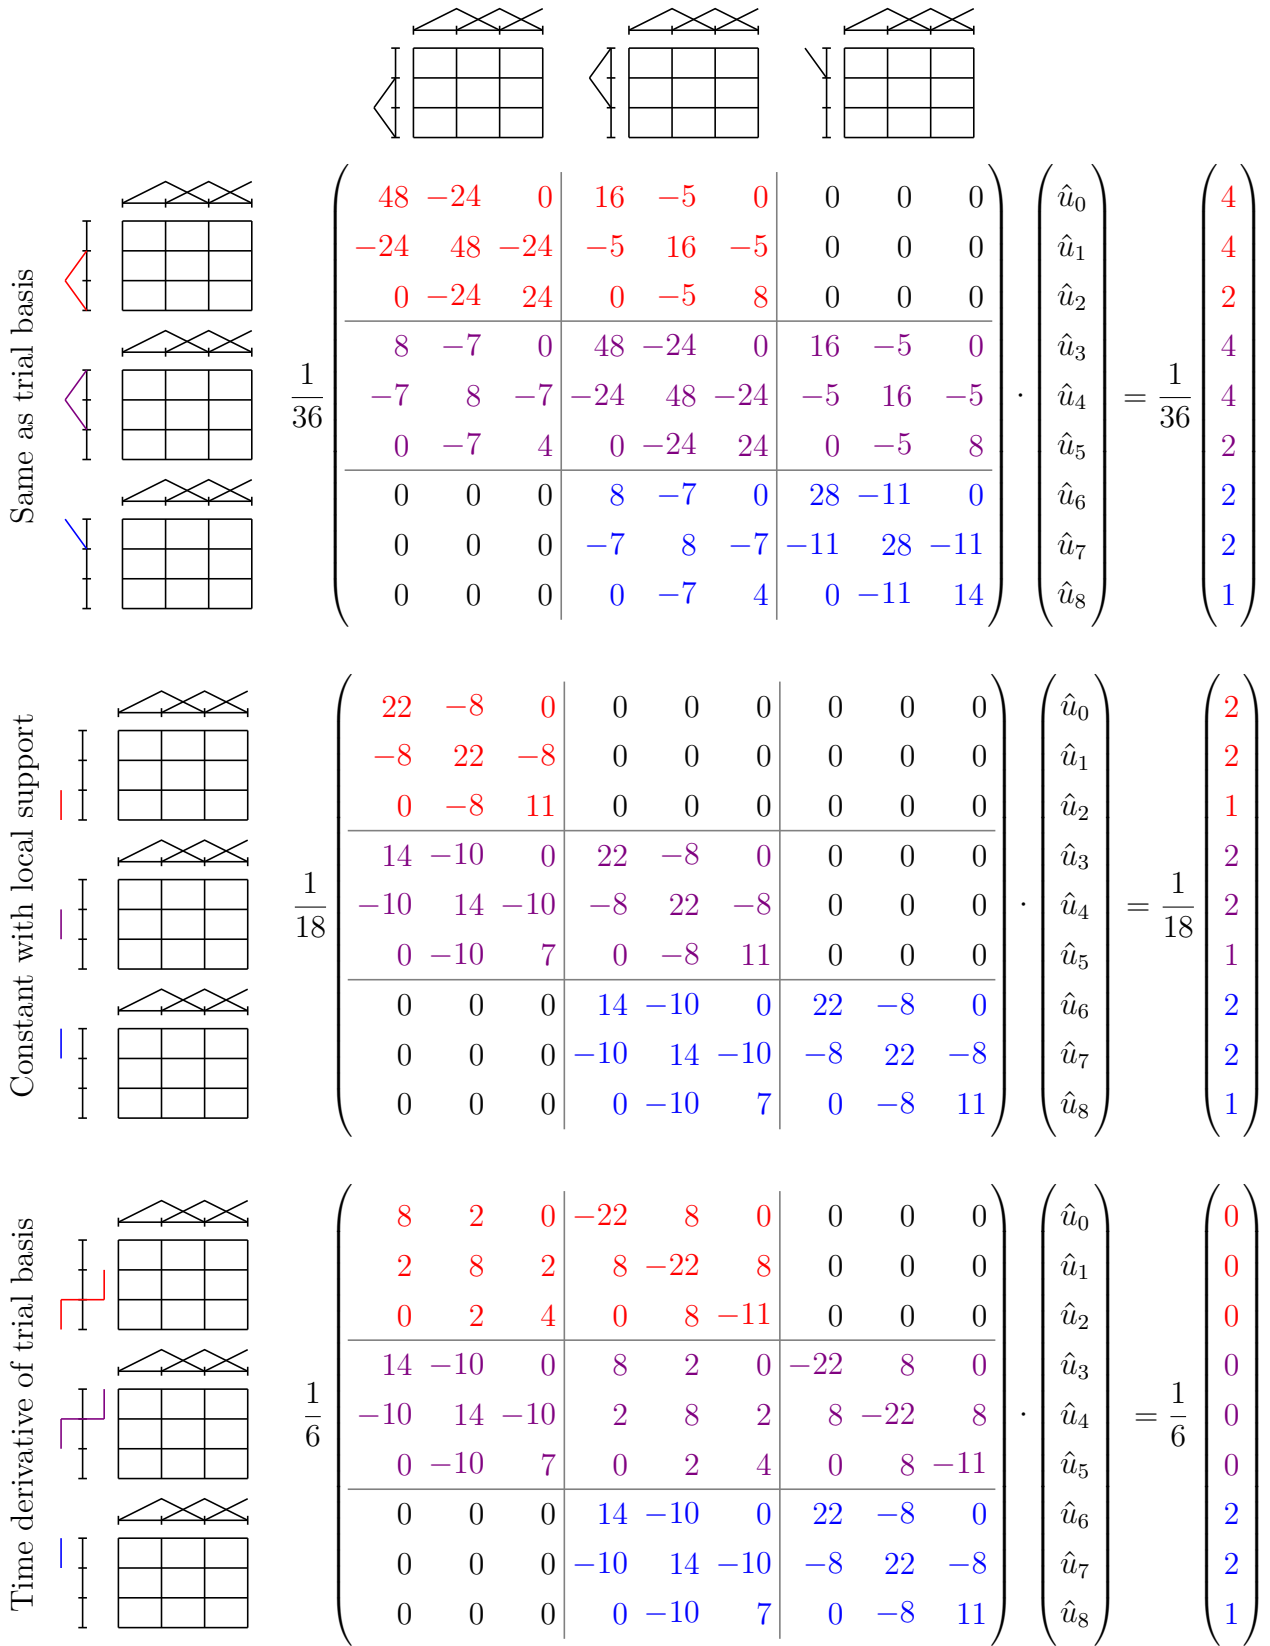 Same as trial basis
1/36
48 −24 0 16 −5 0 0 0 0 û0 4
−24 48 −24 −5 16 −5 0 0 0 û1 4
0 −24 24 0 −5 8 0 0 0 û2 2
8 −7 0 48 −24 0 16 −5 0 û3 4
−7 8 −7 −24 48 −24 −5 16 −5 · û4 = 1/36 4
0 −7 4 0 −24 24 0 −5 8 û5 2
0 0 0 8 −7 0 28 −11 0 û6 2
0 0 0 −7 8 −7 −11 28 −11 û7 2
0 0 0 0 −7 4 0 −11 14 û8 1
Constant with local support
1/18
22 −8 0 0 0 0 0 0 0 û0 2
−8 22 −8 0 0 0 0 0 0 û1 2
0 −8 11 0 0 0 0 0 0 û2 1
14 −10 0 22 −8 0 0 0 0 û3 2
−10 14 −10 −8 22 −8 0 0 0 · û4 = 1/18 2
0 −10 7 0 −8 11 0 0 0 û5 1
0 0 0 14 −10 0 22 −8 0 û6 2
0 0 0 −10 14 −10 −8 22 −8 û7 2
0 0 0 0 −10 7 0 −8 11 û8 1
Time derivative of trial basis
1/6
8 2 0 −22 8 0 0 0 0 û0 0
2 8 2 8 −22 8 0 0 0 û1 0
0 2 4 0 8 −11 0 0 0 û2 0
14 −10 0 8 2 0 −22 8 0 û3 0
−10 14 −10 2 8 2 8 −22 8 · û4 = 1/6 0
0 −10 7 0 2 4 0 8 −11 û5 0
0 0 0 14 −10 0 22 −8 0 û6 2
0 0 0 −10 14 −10 −8 22 −8 û7 2
0 0 0 0 −10 7 0 −8 11 û8 1